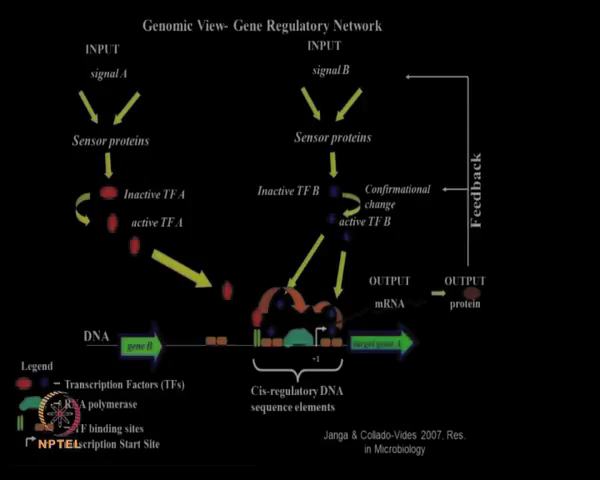 Genomic View- Gene Regulatory Network
INPUT
signal A
INPUT
signal B
Sensor proteins
Sensor proteins
Inactive TF A
active TF A
Inactive TF B
Confirmational
change
active TF B
Feedback
OUTPUT
mRNA
OUTPUT
protein
DNA
gene B
+1
target gene A
Cis-regulatory DNA
sequence elements
Legend
– Transcription Factors (TFs)
polymerase
TF binding sites
Start Site
NPTEL
Janga & Collado-Vides 2007, Res.
in Microbiology